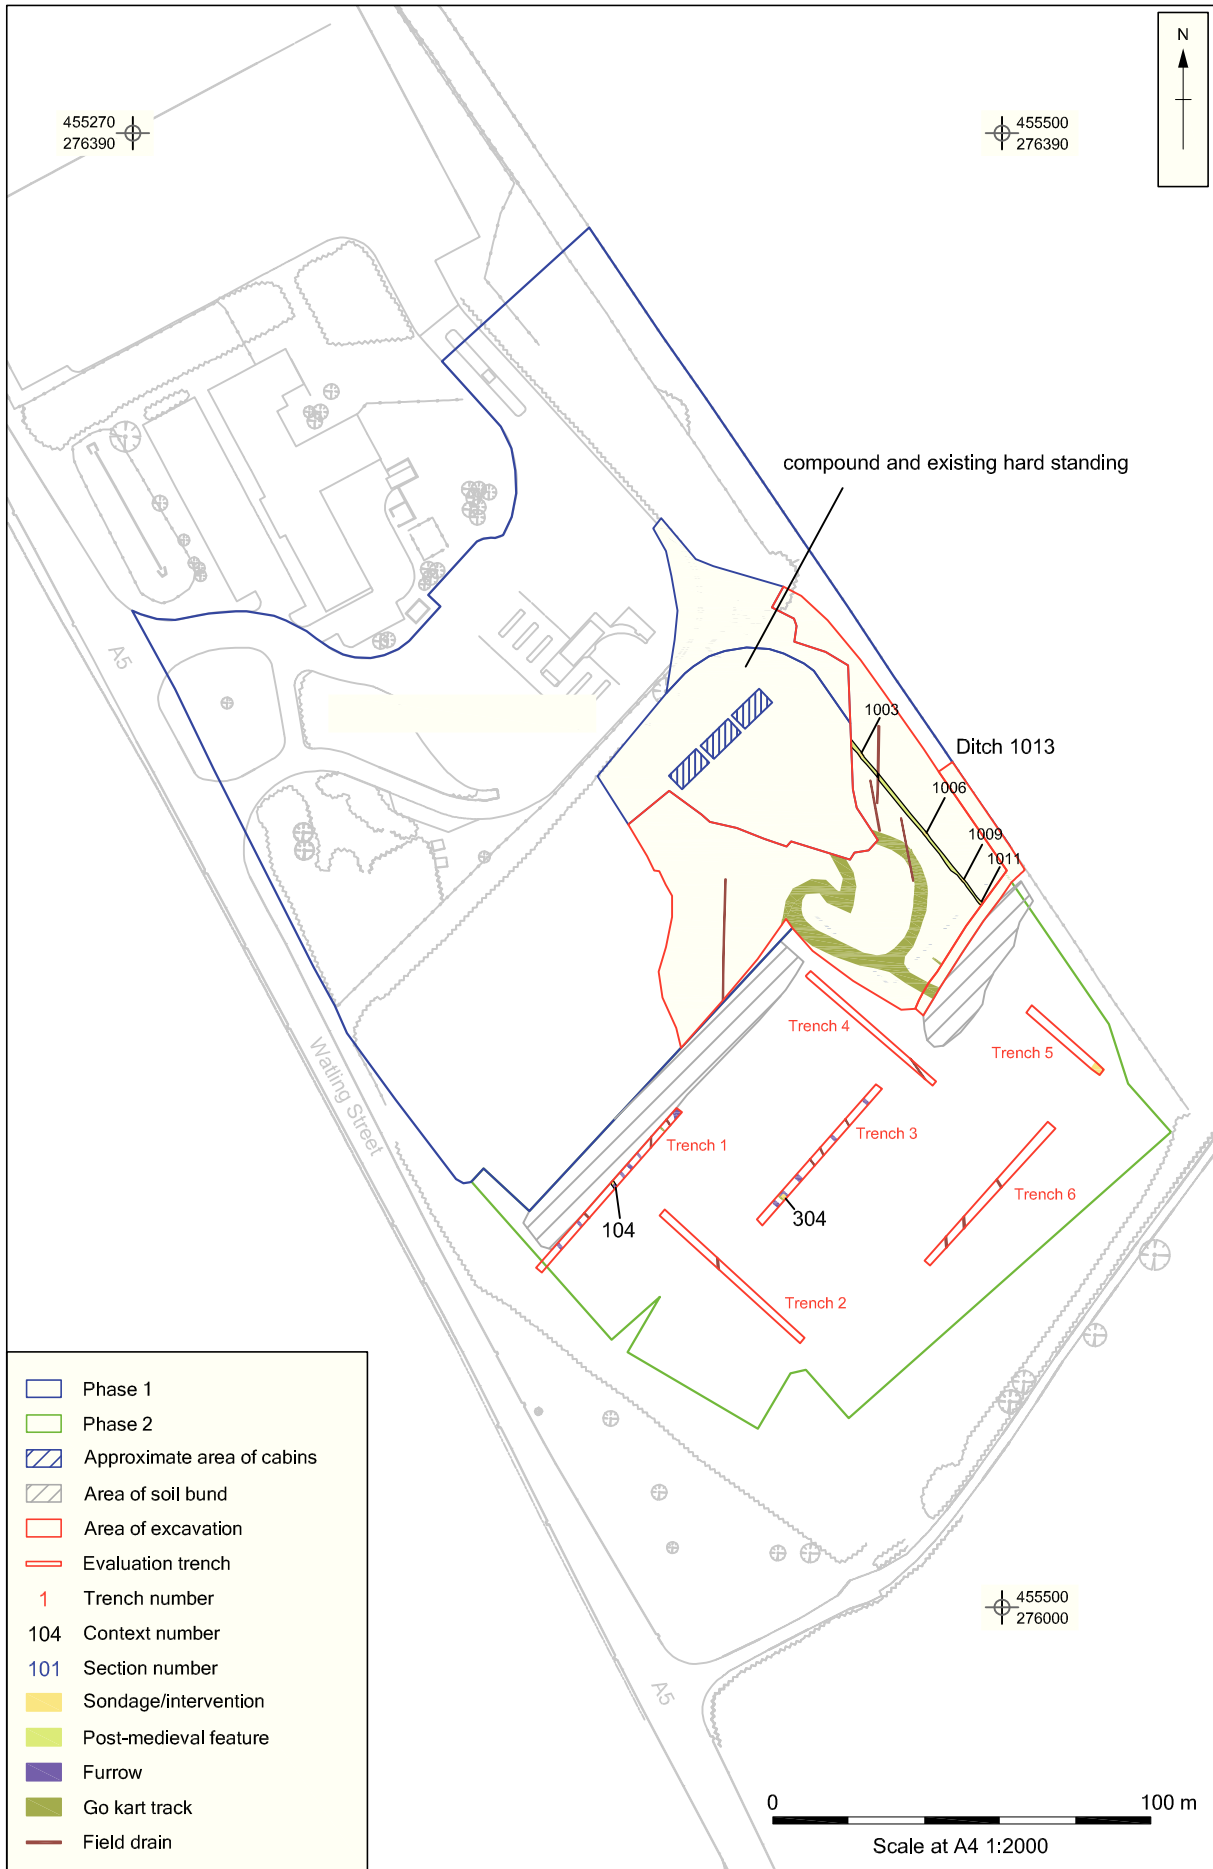 N
455270
276390
455500
276390
compound and existing hard standing
A5
1003
Ditch 1013
1006
1009
1011
Trench 4
Trench 5
Watling Street
Trench 1
Trench 3
Trench 6
104
304
Trench 2
Phase 1
Phase 2
Approximate area of cabins
Area of soil bund
Area of excavation
Evaluation trench
1 Trench number
104 Context number
101 Section number
Sondage/intervention
Post-medieval feature
Furrow
Go kart track
Field drain
455500
276000
A5
0 100 m
Scale at A4 1:2000